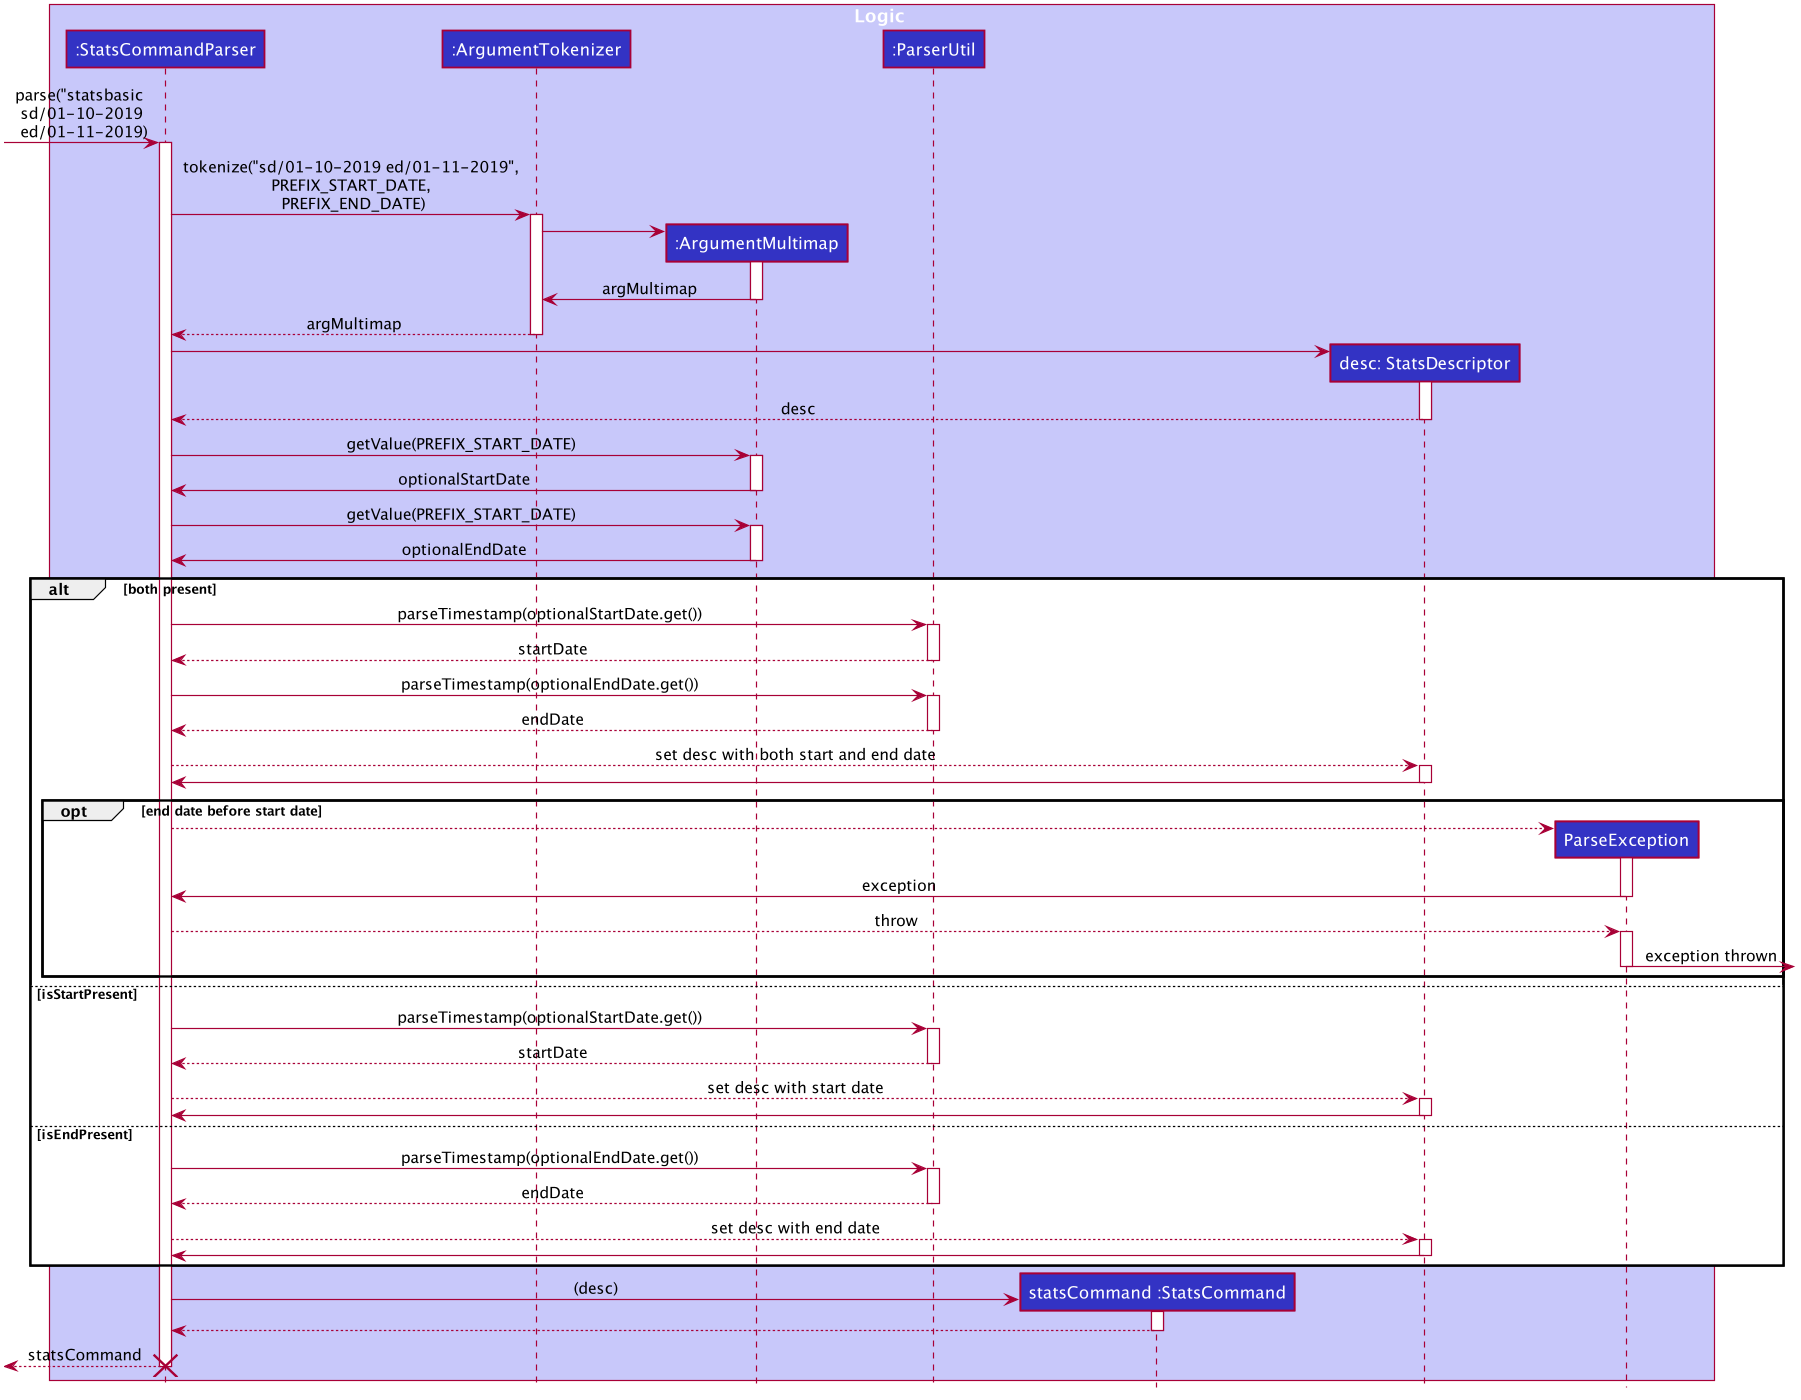 Logic
:StatsCommandParser
:ArgumentTokenizer
:ParserUtil
parse("statsbasic
sd/01-10-2019
ed/01-11-2019)
tokenize("sd/01-10-2019 ed/01-11-2019",
PREFIX_START_DATE,
PREFIX_END_DATE)
:ArgumentMultimap
argMultimap
argMultimap
desc: StatsDescriptor
desc
getValue(PREFIX_START_DATE)
optionalStartDate
getValue(PREFIX_START_DATE)
optionalEndDate
alt [both present]
parseTimestamp(optionalStartDate.get())
startDate
parseTimestamp(optionalEndDate.get())
endDate
set desc with both start and end date
opt [end date before start date]
ParseException
exception
throw
exception thrown
[isStartPresent]
parseTimestamp(optionalStartDate.get())
startDate
set desc with start date
[isEndPresent]
parseTimestamp(optionalEndDate.get())
endDate
set desc with end date
(desc)
statsCommand :StatsCommand
statsCommand